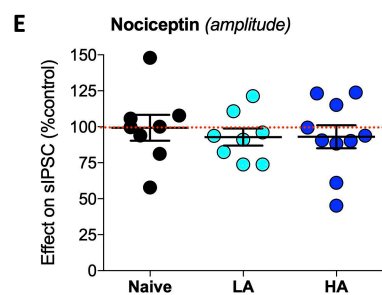 E
Nociceptin (amplitude)
Effect on sIPSC (%control)
150
125
100
75
50
25
0
Naive LA HA